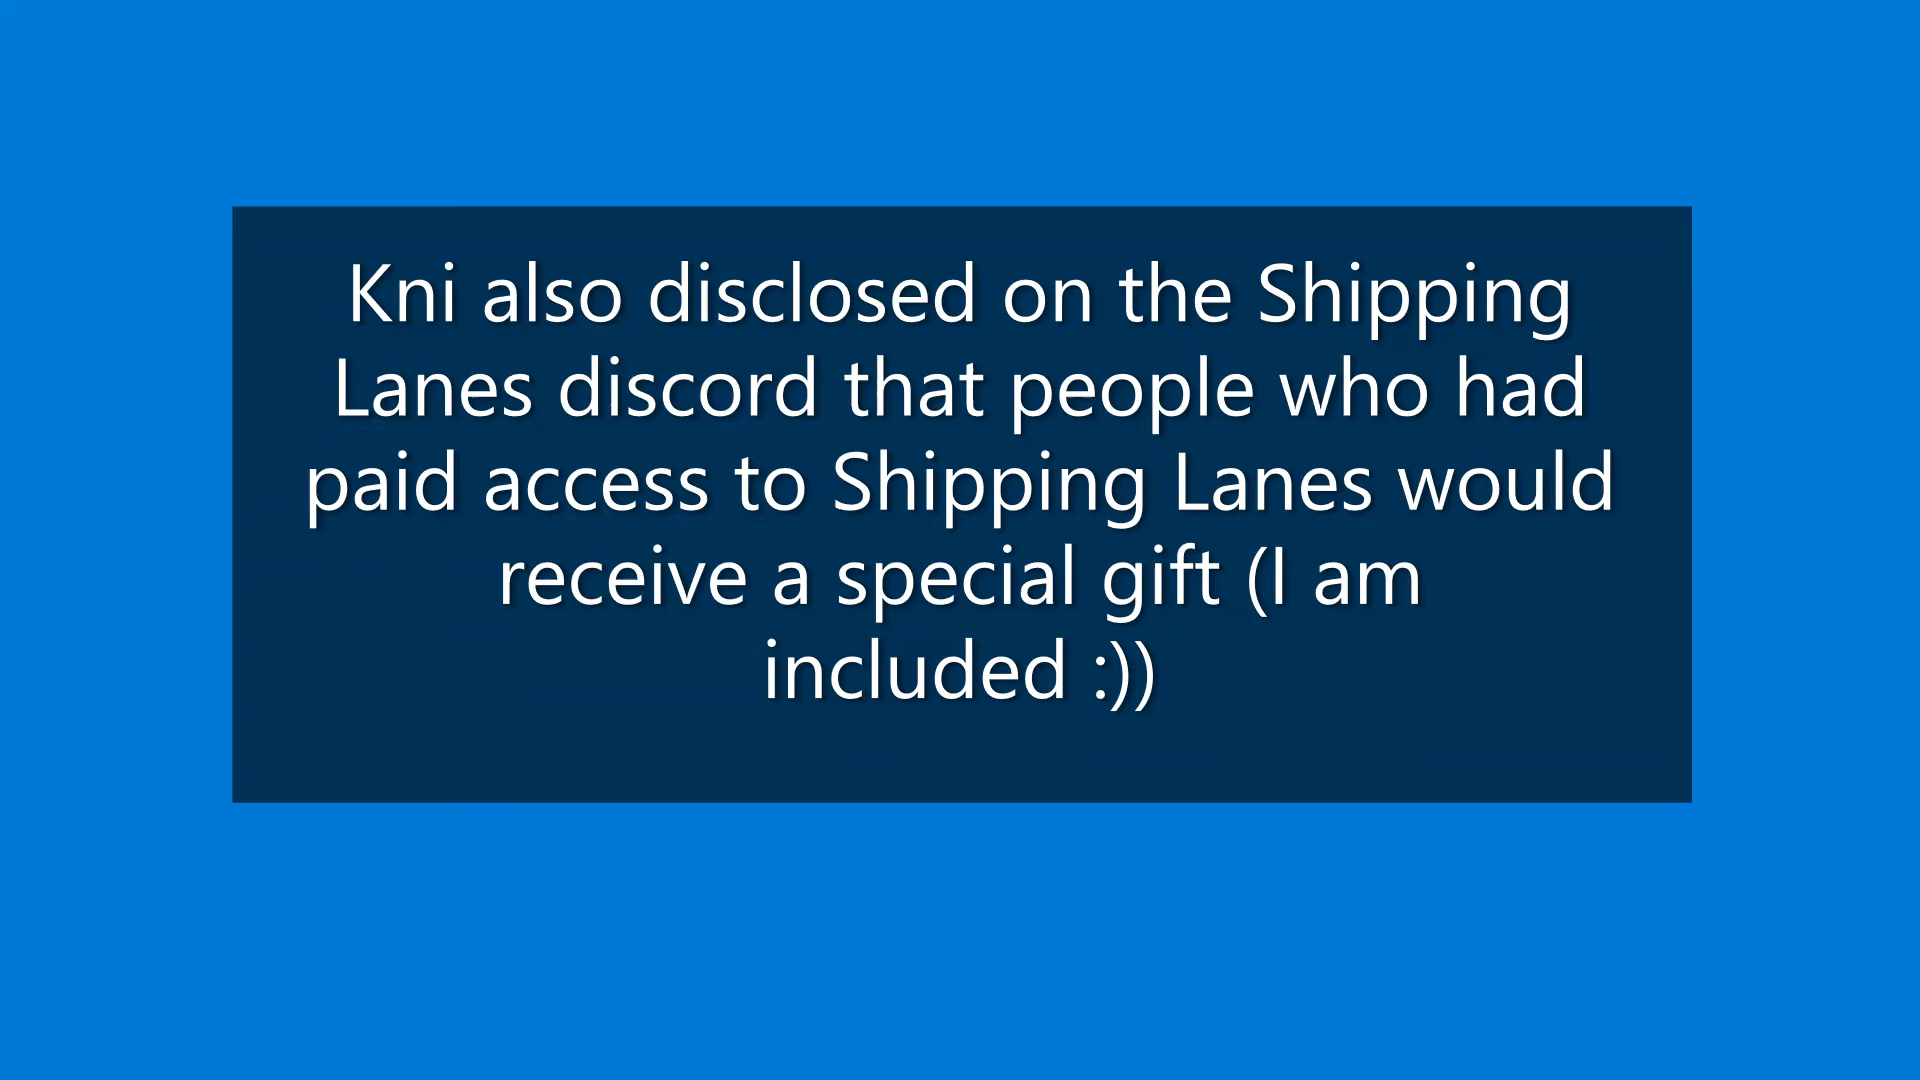 Kni also disclosed on the Shipping
Lanes discord that people who had
paid access to Shipping Lanes would
receive a special gift (I am
included :))